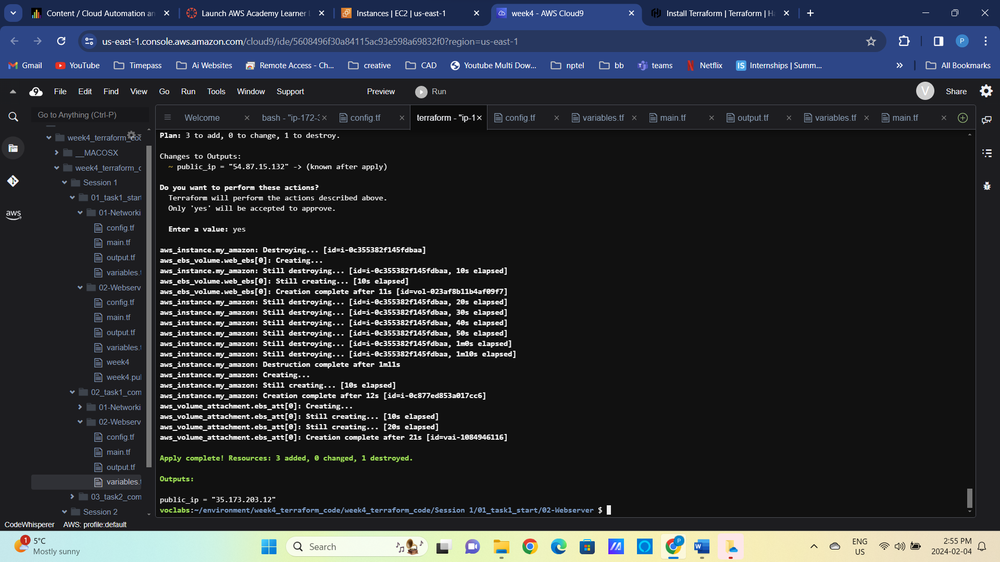 Content / Cloud Automation an
Launch AWS Academy Learner
Instances | EC2 | us-east-1
week4 - AWS Cloud9
Install Terraform | Terraform | Ha
us-east-1.console.aws.amazon.com/cloud9/ide/5608496f30a84115ac93e598a69832f0?region=us-east-1
P
Gmail
YouTube
Timepass
Ai Websites
Remote Access - Ch...
creative
CAD
Youtube Multi Dow...
nptel
bb
teams
Netflix
IS
Internships | Summ...
All Bookmarks
9
File Edit Find View Go Run Tools Window Support
Preview
Run
V
Share
Go to Anything (Ctrl-P)
Welcome
bash - "ip-172-3
config.tf
terraform - "ip-1
config.tf
variables.tf
main.tf
output.tf
variables.tf
main.tf
aws
week4_terraform_coc
__MACOSX
week4_terraform_c
Session 1
01_task1_start
01-Networki
config.tf
main.tf
output.tf
variables.t
02-Webserv
config.tf
main.tf
output.tf
variables.t
week4
week4.pul
02_task1_com
01-Networki
02-Webserv
config.tf
main.tf
output.tf
variables.t
03_task2_com
Session 2
Plan: 3 to add, 0 to change, 1 to destroy.
Changes to Outputs:
~ public_ip = "54.87.15.132" -> (known after apply)
Do you want to perform these actions?
Terraform will perform the actions described above.
Only 'yes' will be accepted to approve.
Enter a value: yes
aws_instance.my_amazon: Destroying... [id=i-0c355382f145fdbaa]
aws_ebs_volume.web_ebs[0]: Creating...
aws_instance.my_amazon: Still destroying... [id=i-0c355382f145fdbaa, 10s elapsed]
aws_ebs_volume.web_ebs[0]: Still creating... [10s elapsed]
aws_ebs_volume.web_ebs[0]: Creation complete after 11s [id=vol-023af8b11b4af09f7]
aws_instance.my_amazon: Still destroying... [id=i-0c355382f145fdbaa, 20s elapsed]
aws_instance.my_amazon: Still destroying... [id=i-0c355382f145fdbaa, 30s elapsed]
aws_instance.my_amazon: Still destroying... [id=i-0c355382f145fdbaa, 40s elapsed]
aws_instance.my_amazon: Still destroying... [id=i-0c355382f145fdbaa, 50s elapsed]
aws_instance.my_amazon: Still destroying... [id=i-0c355382f145fdbaa, 1m0s elapsed]
aws_instance.my_amazon: Still destroying... [id=i-0c355382f145fdbaa, 1m10s elapsed]
aws_instance.my_amazon: Destruction complete after 1m11s
aws_instance.my_amazon: Creating...
aws_instance.my_amazon: Still creating... [10s elapsed]
aws_instance.my_amazon: Creation complete after 12s [id=i-0c877ed853a017cc6]
aws_volume_attachment.ebs_att[0]: Creating...
aws_volume_attachment.ebs_att[0]: Still creating... [10s elapsed]
aws_volume_attachment.ebs_att[0]: Still creating... [20s elapsed]
aws_volume_attachment.ebs_att[0]: Creation complete after 21s [id=vai-1084946116]
Apply complete! Resources: 3 added, 0 changed, 1 destroyed.
Outputs:
public_ip = "35.173.203.12"
voclabs:~/environment/week4_terraform_code/week4_terraform_code/Session 1/01_task1_start/02-Webserver $
CodeWhisperer AWS: profile:default
1
5°C
Mostly sunny
Search
P
W
ENG
US
2:55 PM
2024-02-04